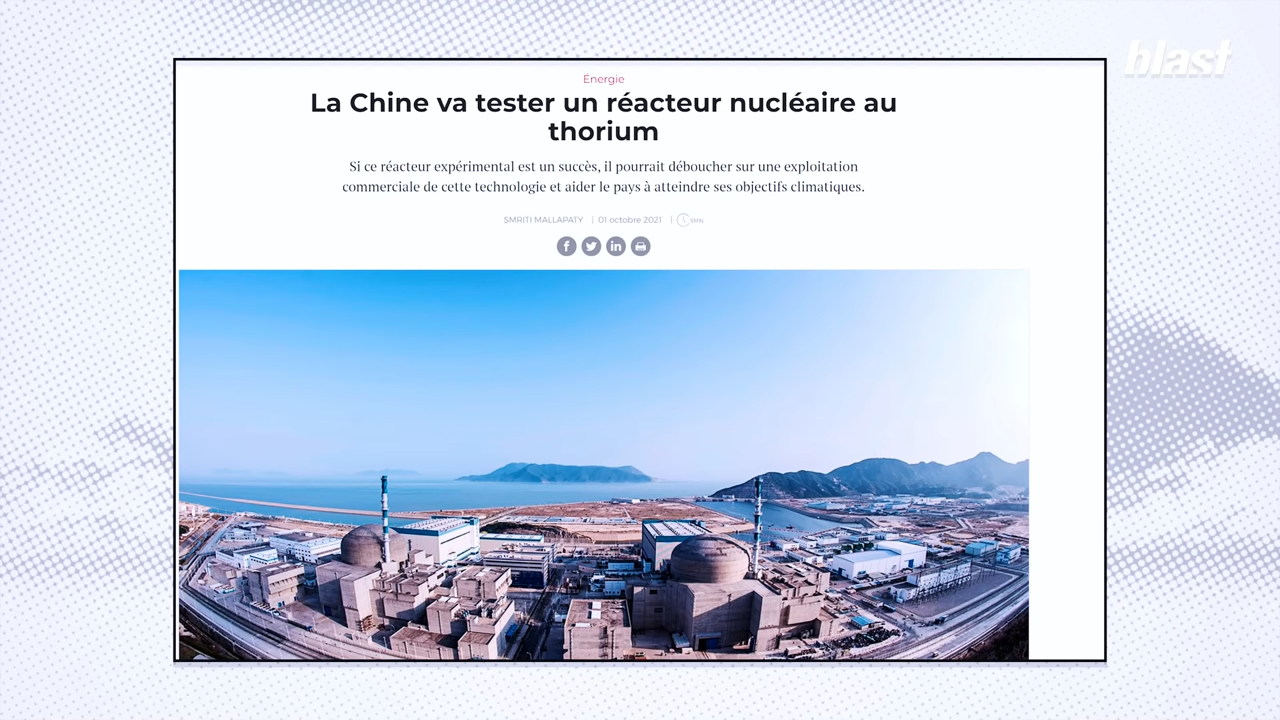 blast
Énergie
La Chine va tester un réacteur nucléaire au
thorium
Si ce réacteur expérimental est un succès, il pourrait déboucher sur une exploitation
commerciale de cette technologie et aider le pays à atteindre ses objectifs climatiques.
SMRITI MALLAPATY | 01 octobre 2021 | 5MN